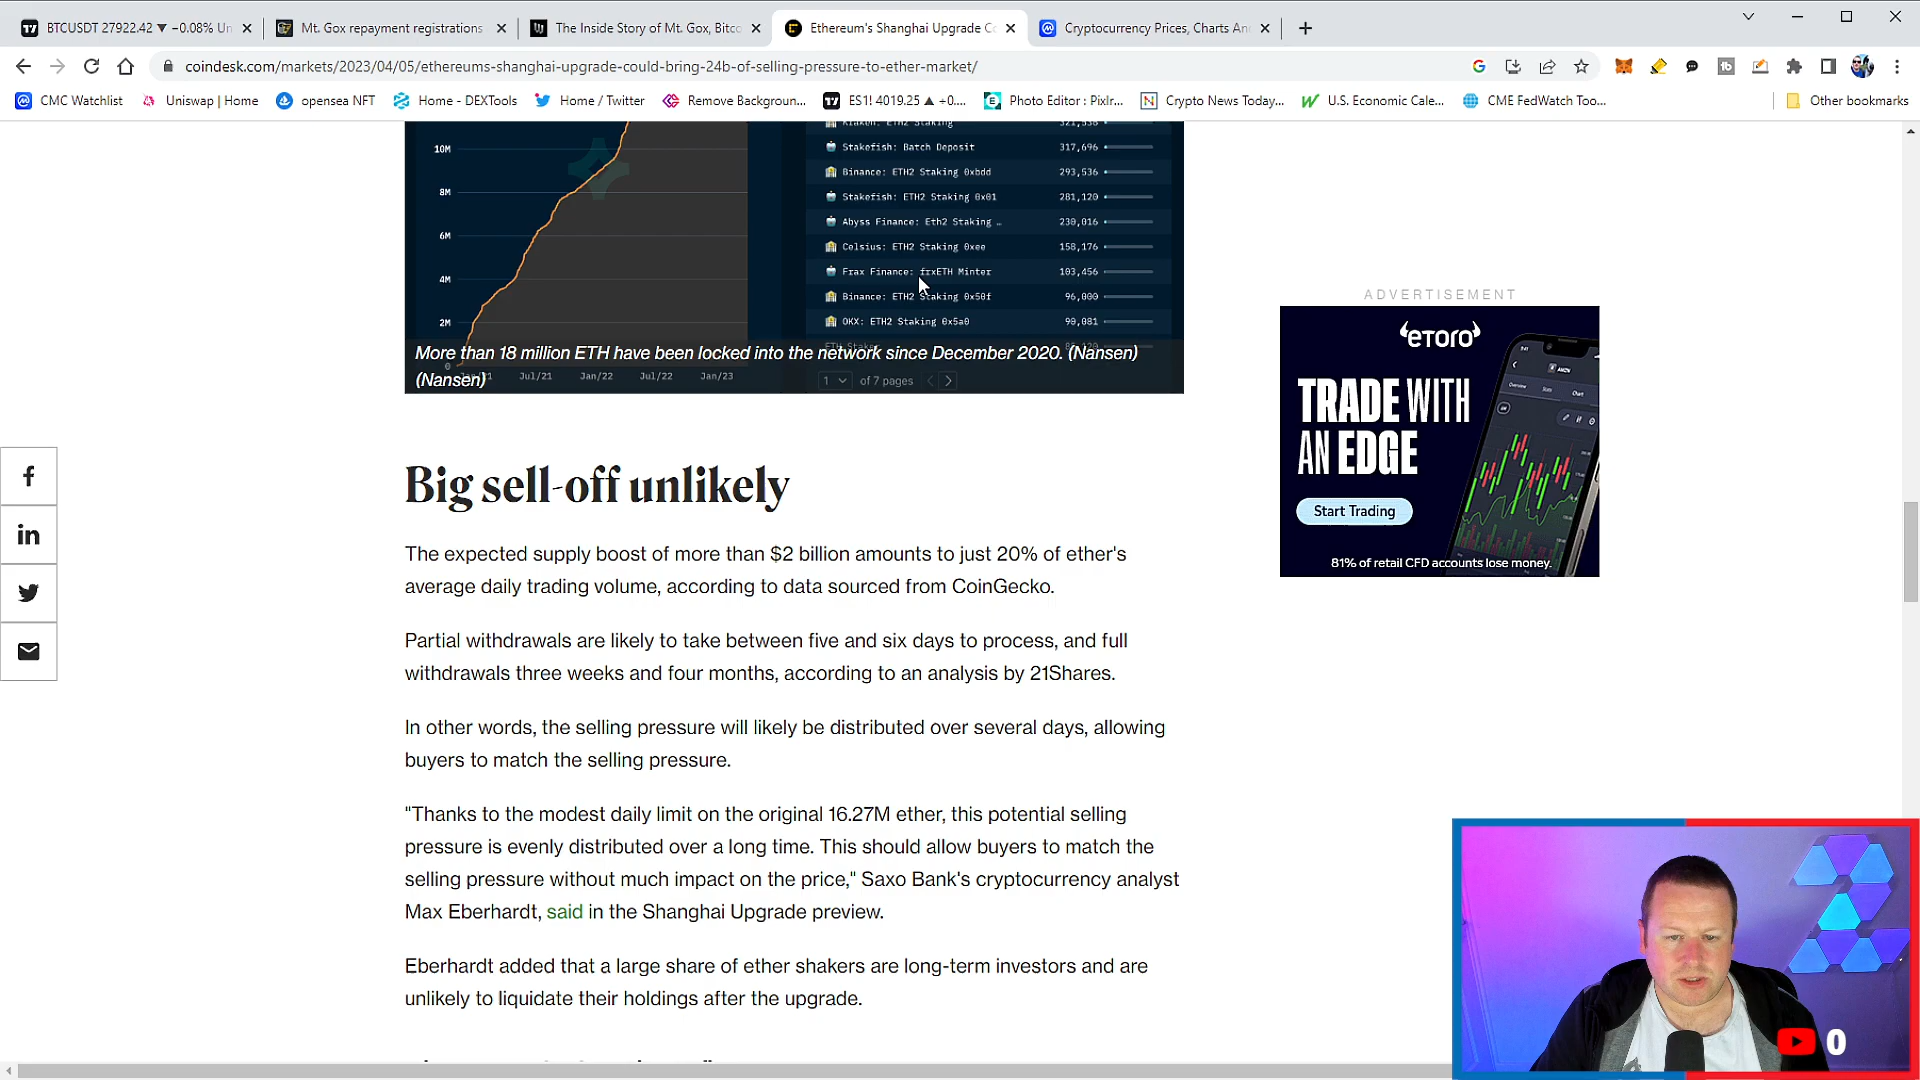 BTCUSDT 27922.42 ▼ −0.08% Un
Mt. Gox repayment registrations
The Inside Story of Mt. Gox, Bitco
Ethereum's Shanghai Upgrade Co
Cryptocurrency Prices, Charts An
coindesk.com/markets/2023/04/05/ethereums-shanghai-upgrade-could-bring-24b-of-selling-pressure-to-ether-market/
CMC Watchlist
Uniswap | Home
opensea NFT
Home - DEXTools
Home / Twitter
Remove Backgroun...
ES1! 4019.25 ▲ +0....
Photo Editor : Pixlr...
Crypto News Today...
U.S. Economic Cale...
CME FedWatch Too...
Other bookmarks
10M
8M
6M
4M
2M
0
Jul/21 Jan/22 Jul/22 Jan/23
Kraken: ETH2 Staking 321,536
Stakefish: Batch Deposit 317,696
Binance: ETH2 Staking 0xbdd 293,536
Stakefish: ETH2 Staking 0x01 281,120
Abyss Finance: Eth2 Staking … 230,016
Celsius: ETH2 Staking 0xee 158,176
Frax Finance: frxETH Minter 103,456
Binance: ETH2 Staking 0x50f 96,000
OKX: ETH2 Staking 0x5a0 90,081
1 of 7 pages
More than 18 million ETH have been locked into the network since December 2020. (Nansen)
(Nansen)
Big sell-off unlikely
The expected supply boost of more than $2 billion amounts to just 20% of ether's
average daily trading volume, according to data sourced from CoinGecko.
Partial withdrawals are likely to take between five and six days to process, and full
withdrawals three weeks and four months, according to an analysis by 21Shares.
In other words, the selling pressure will likely be distributed over several days, allowing
buyers to match the selling pressure.
"Thanks to the modest daily limit on the original 16.27M ether, this potential selling
pressure is evenly distributed over a long time. This should allow buyers to match the
selling pressure without much impact on the price," Saxo Bank's cryptocurrency analyst
Max Eberhardt, said in the Shanghai Upgrade preview.
Eberhardt added that a large share of ether shakers are long-term investors and are
unlikely to liquidate their holdings after the upgrade.
ADVERTISEMENT
eToro
TRADE WITH
AN EDGE
Start Trading
81% of retail CFD accounts lose money.
0